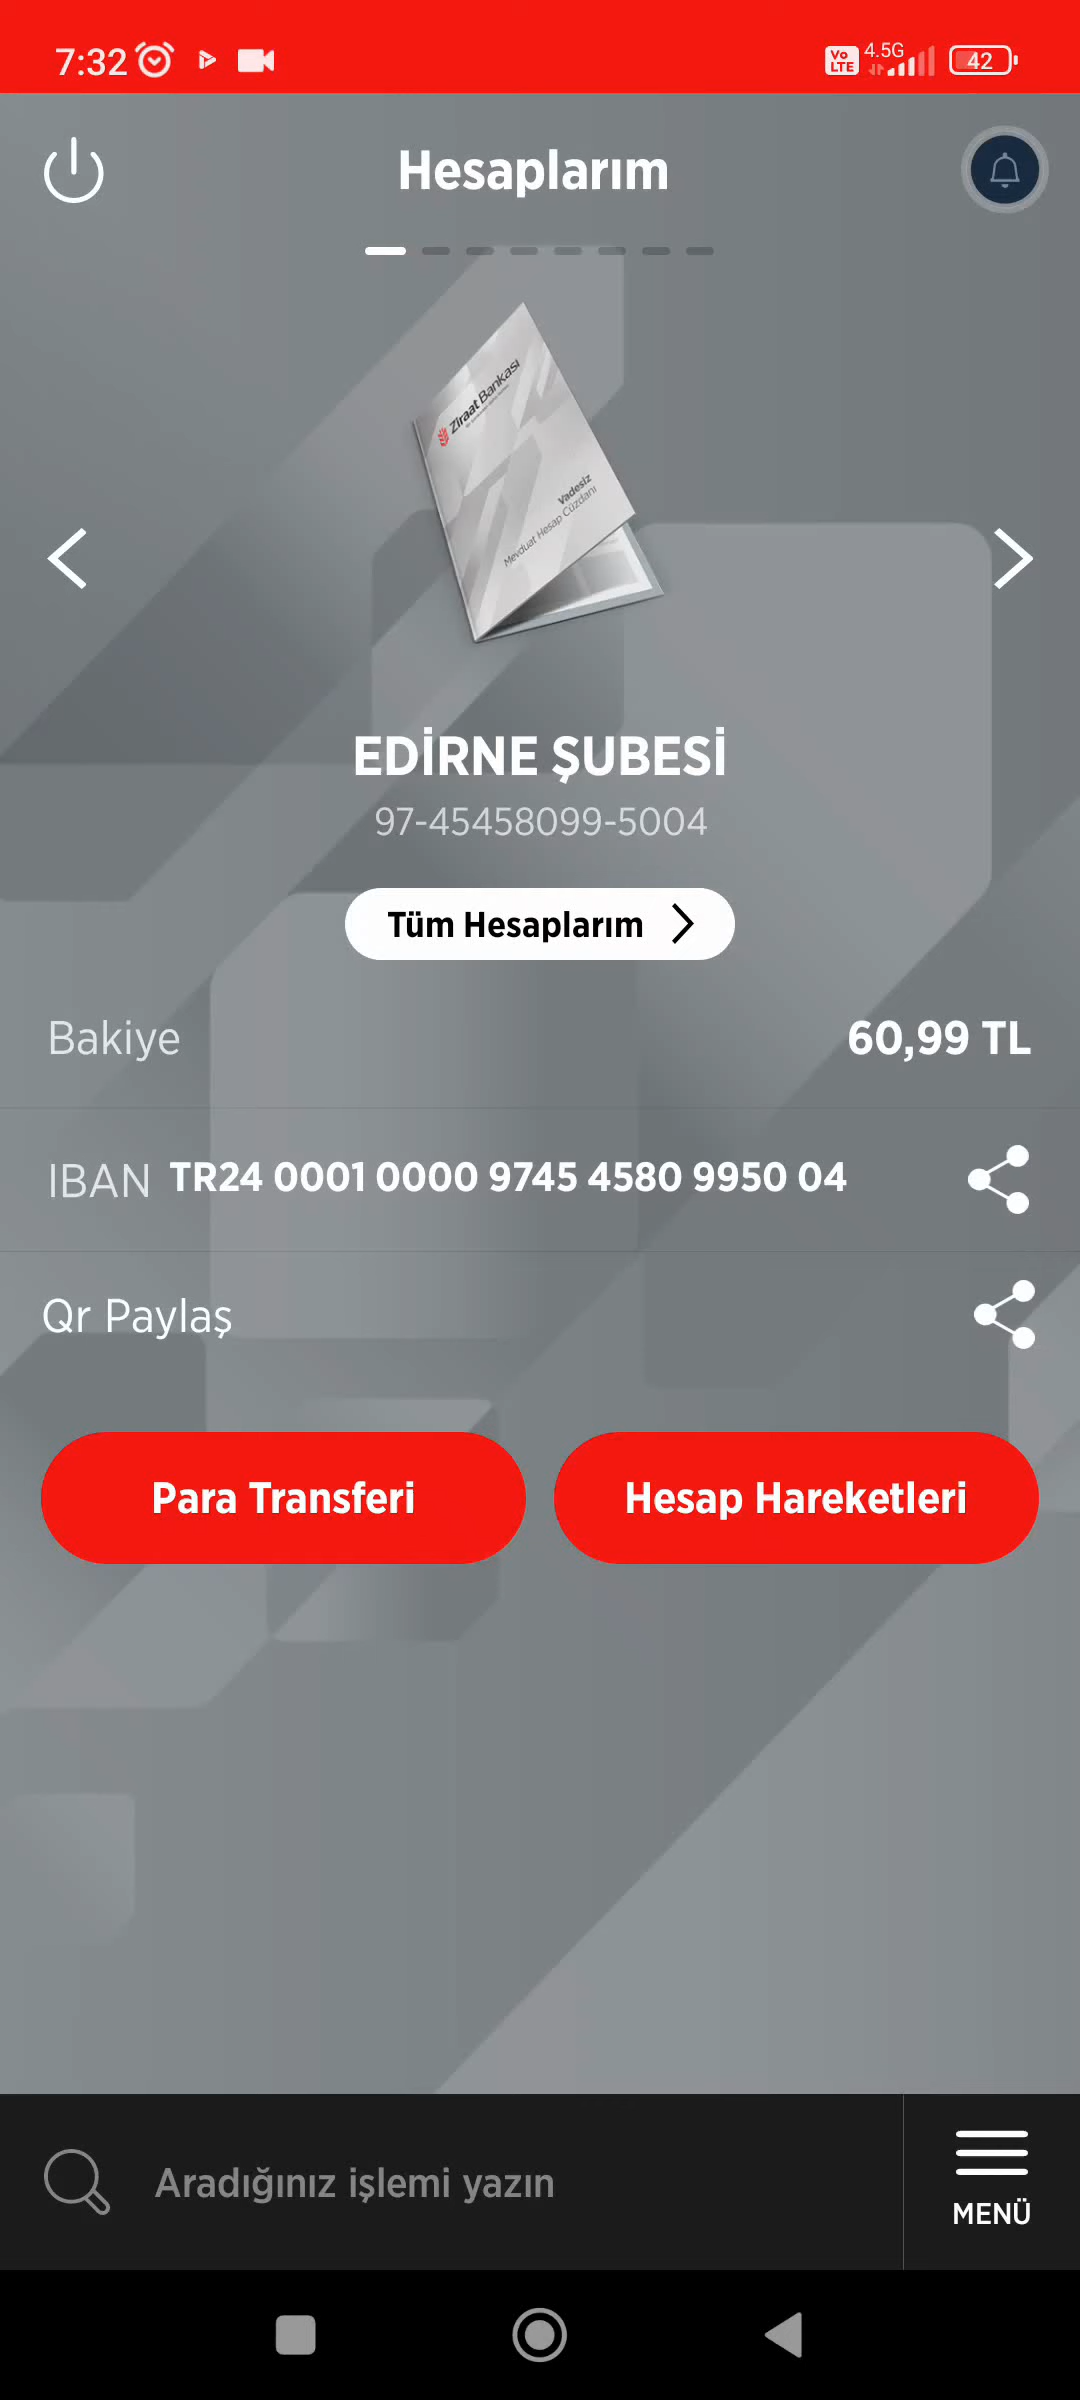 7:32
Vo LTE 4.5G 42
Hesaplarım
Ziraat Bankası
Vadesiz
Mevduat Hesap Cüzdanı
EDİRNE ŞUBESİ
97-45458099-5004
Tüm Hesaplarım
Bakiye 60,99 TL
IBAN TR24 0001 0000 9745 4580 9950 04
Qr Paylaş
Para Transferi Hesap Hareketleri
Aradığınız işlemi yazın
MENÜ